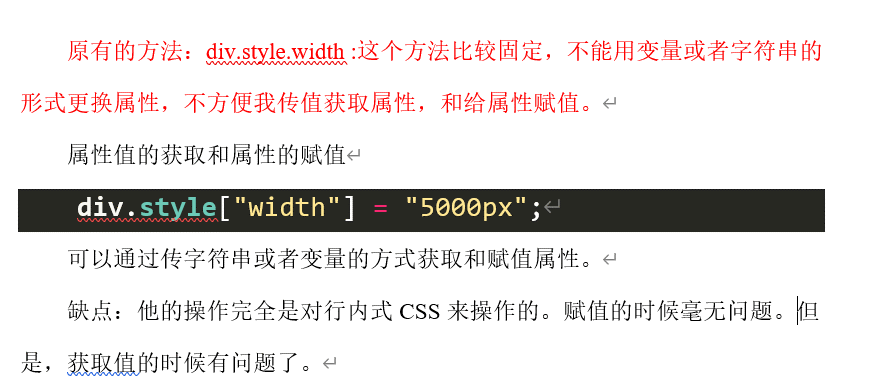 原有的方法：div.style.width :这个方法比较固定，不能用变量或者字符串的
形式更换属性，不方便我传值获取属性，和给属性赋值。
属性值的获取和属性的赋值
div.style["width"] = "5000px";
可以通过传字符串或者变量的方式获取和赋值属性。
缺点：他的操作完全是对行内式 CSS 来操作的。赋值的时候毫无问题。但
是，获取值的时候有问题了。